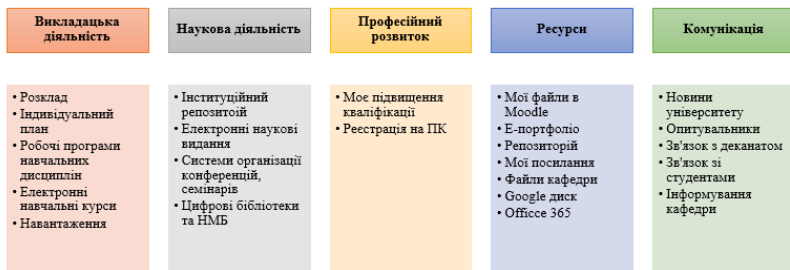 Викладацька
діяльність
Наукова діяльність
Професійний
розвиток
Ресурси
Комунікація
• Розклад
• Індивідуальний
план
• Робочі програми
навчальних
дисциплін
• Електронні
навчальні курси
• Навантаження
• Інституційний
репозитоій
• Електронні наукові
видання
• Системи організації
конференцій,
семінарів
• Цифрові бібліотеки
та НМБ
• Моє підвищення
кваліфікації
• Реєстрація на ПК
• Мої файли в
Moodle
• Е-портфоліо
• Репозиторій
• Мої посилання
• Файли кафедри
• Google диск
• Officce 365
• Новини
університету
• Опитувальники
• Зв'язок з деканатом
• Зв'язок зі
студентами
• Інформування
кафедри